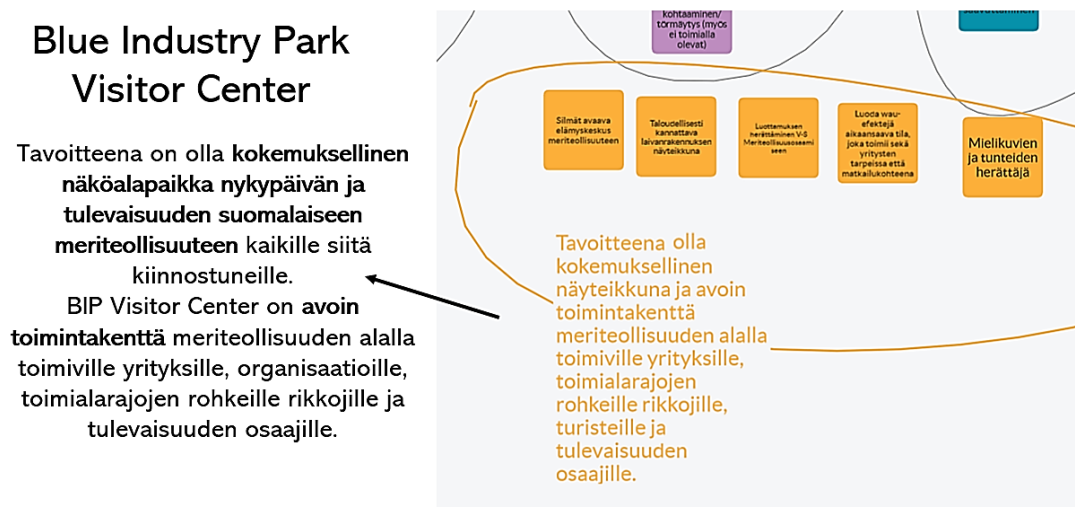 Blue Industry Park
Visitor Center
Tavoitteena on olla kokemuksellinen
näköalapaikka nykypäivän ja
tulevaisuuden suomalaiseen
meriteollisuuteen kaikille siitä
kiinnostuneille.
BIP Visitor Center on avoin
toimintakenttä meriteollisuuden alalla
toimiville yrityksille, organisaatioille,
toimialarajojen rohkeille rikkojille ja
tulevaisuuden osaajille.
kohtaaminen/
törmäytys (myös
ei toimialla
olevat)
Silmät avaava
elämyskeskus
meriteollisuuteen
Taloudellisesti
kannattava
laivanrakennuksen
näyteikkuna
Luottemuksen
herättäminen V-S
Meriteollisuusoseemi
seen
Luoda wau-
efektejä
aikaansaava tila,
joka toimii sekä
yritysten
tarpeissa että
matkailukohteena
Mielikuvien
ja tunteiden
herättäjä
Tavoitteena olla
kokemuksellinen
näyteikkuna ja avoin
toimintakenttä
meriteollisuuden alalla
toimiville yrityksille,
toimialarajojen
rohkeille rikkojille,
turisteille ja
tulevaisuuden
osaajille.